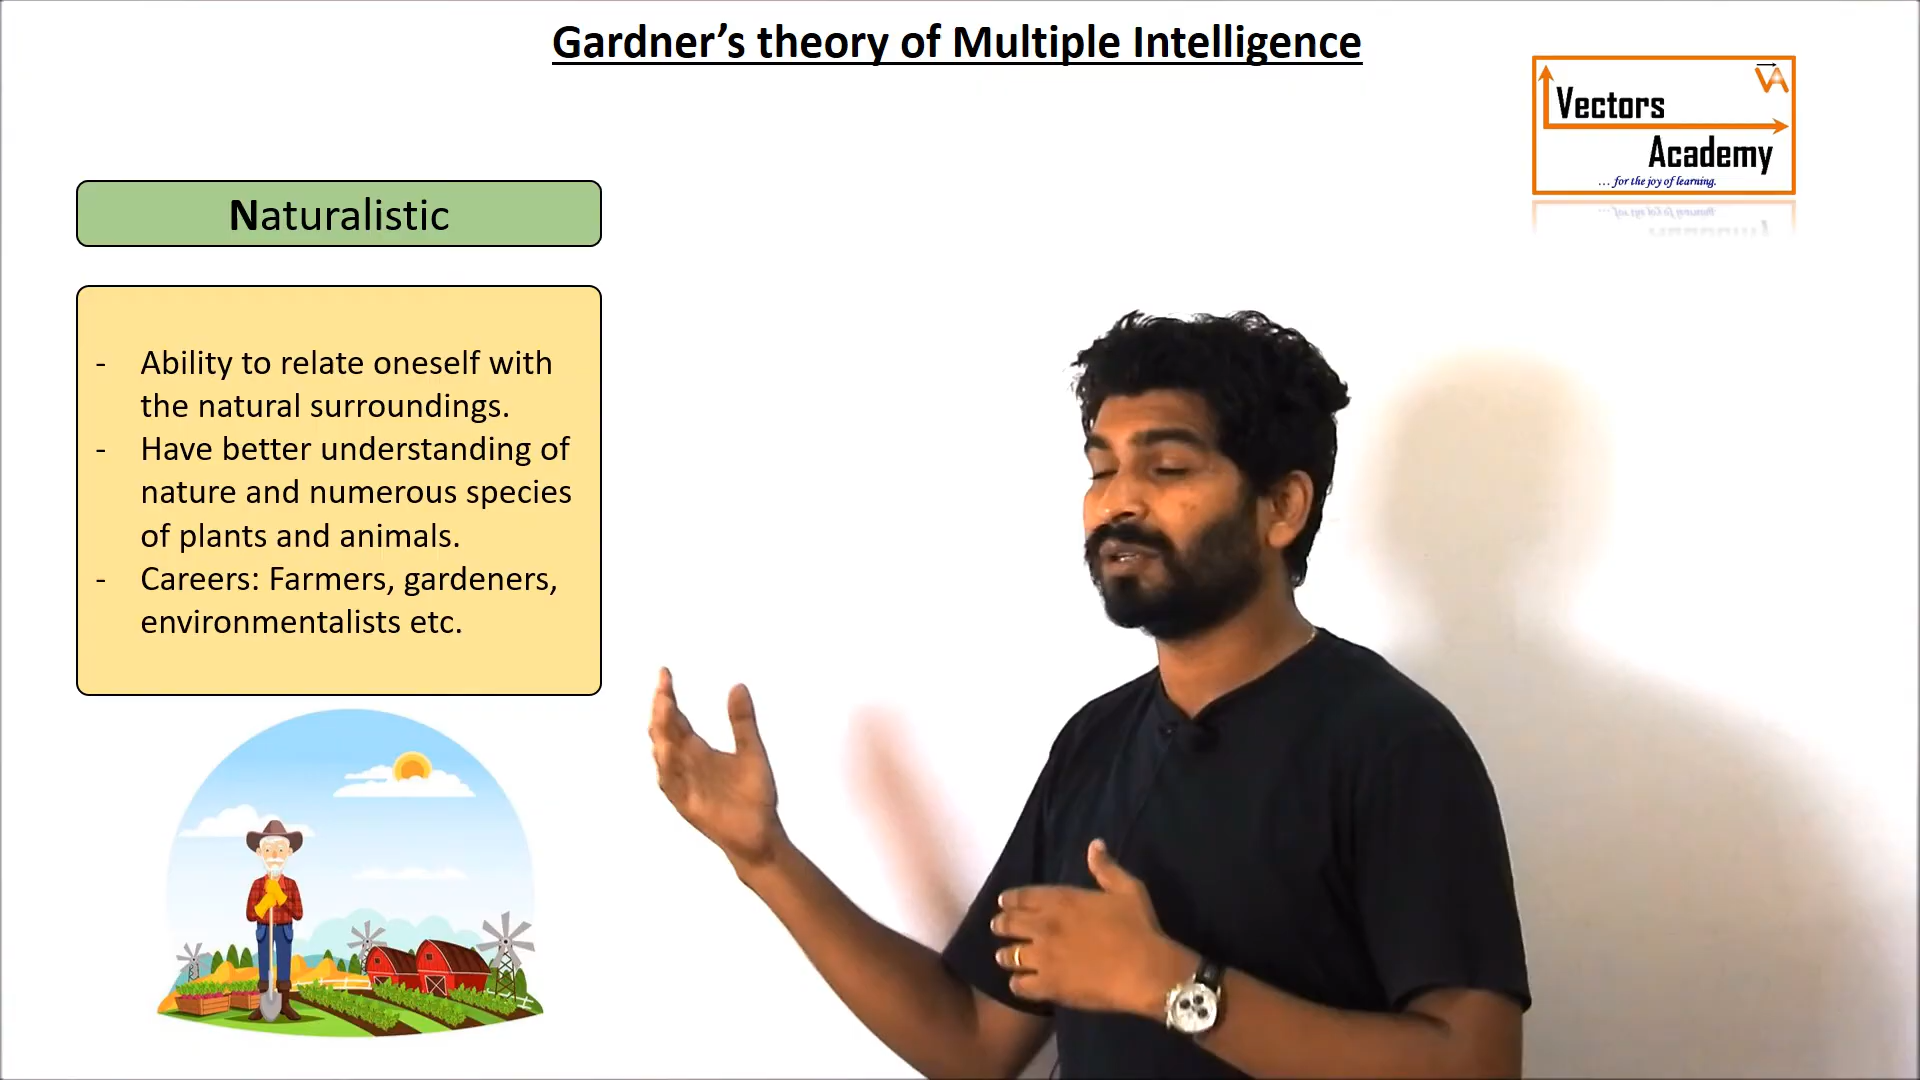 Gardner’s theory of Multiple Intelligence
VA
Vectors
Academy
... for the joy of learning.
Naturalistic
- Ability to relate oneself with
the natural surroundings.
- Have better understanding of
nature and numerous species
of plants and animals.
- Careers: Farmers, gardeners,
environmentalists etc.